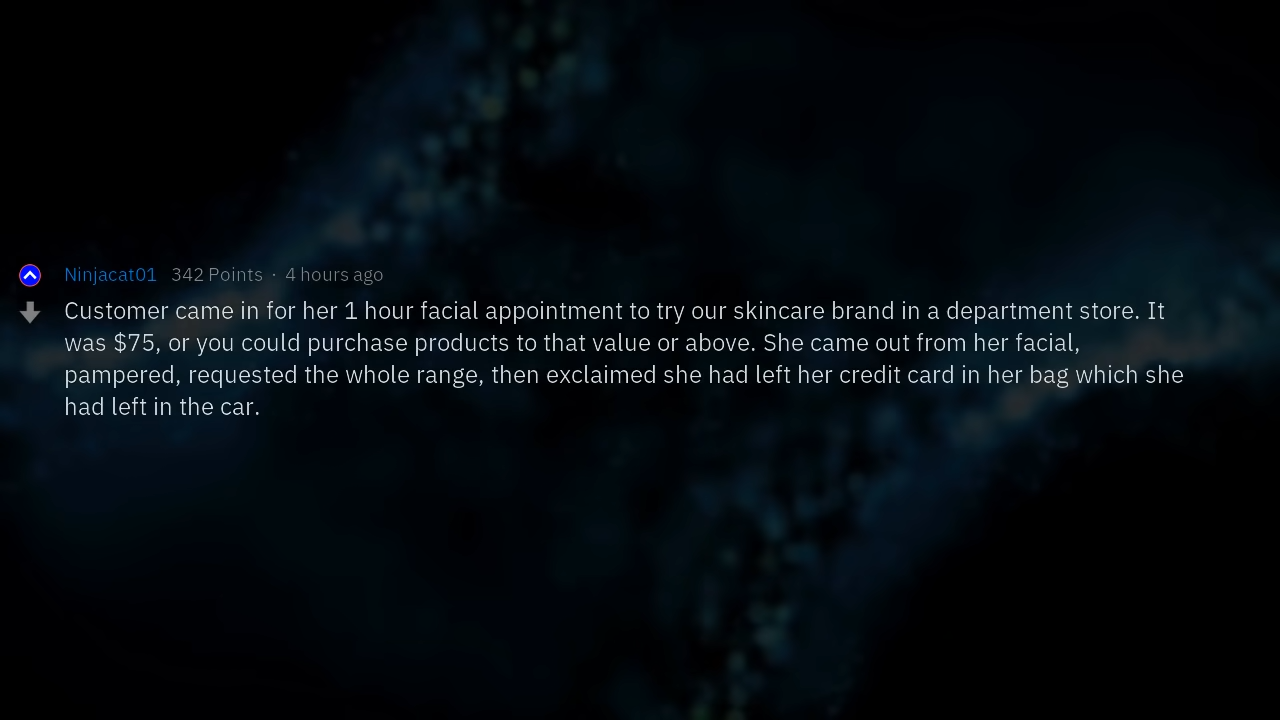 Ninjacat01 342 Points · 4 hours ago
Customer came in for her 1 hour facial appointment to try our skincare brand in a department store. It
was $75, or you could purchase products to that value or above. She came out from her facial,
pampered, requested the whole range, then exclaimed she had left her credit card in her bag which she
had left in the car.